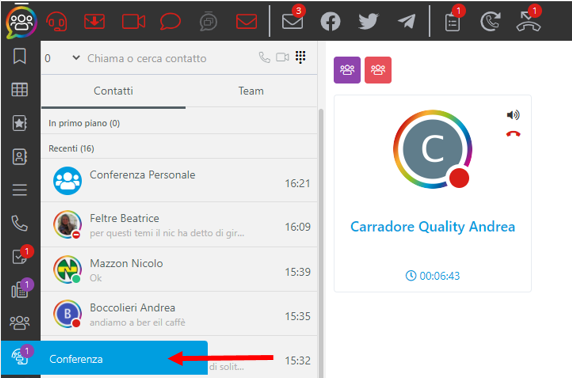 3
1
1
0
Chiama o cerca contatto
Contatti
Team
In primo piano (0)
Recenti (16)
Conferenza Personale
16:21
Feltre Beatrice
per questi temi il nic ha detto di gir...
16:09
Mazzon Nicolo
Ok
15:39
B
Boccolieri Andrea
andiamo a ber eil caffè
15:35
1
1
1
Conferenza
di solit...
15:32
C
Carradore Quality Andrea
00:06:43